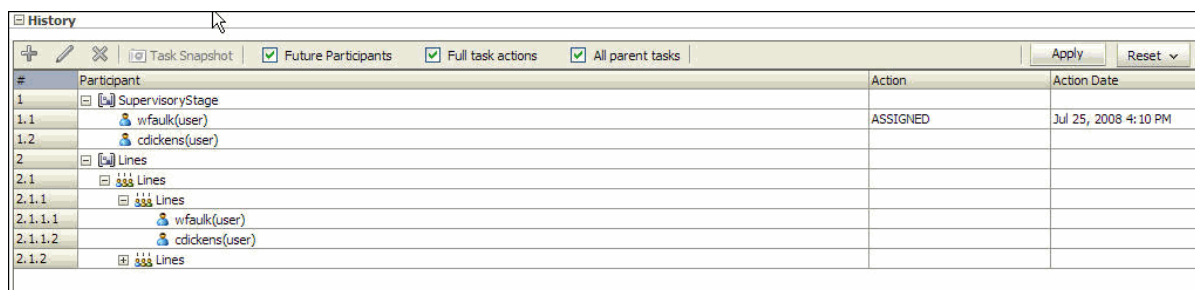 History
Task Snapshot Future Participants Full task actions All parent tasks Apply Reset
# Participant Action Action Date
1 SupervisoryStage
1.1 wfaulk(user) ASSIGNED Jul 25, 2008 4:10 PM
1.2 cdickens(user)
2 Lines
2.1 Lines
2.1.1 Lines
2.1.1.1 wfaulk(user)
2.1.1.2 cdickens(user)
2.1.2 Lines